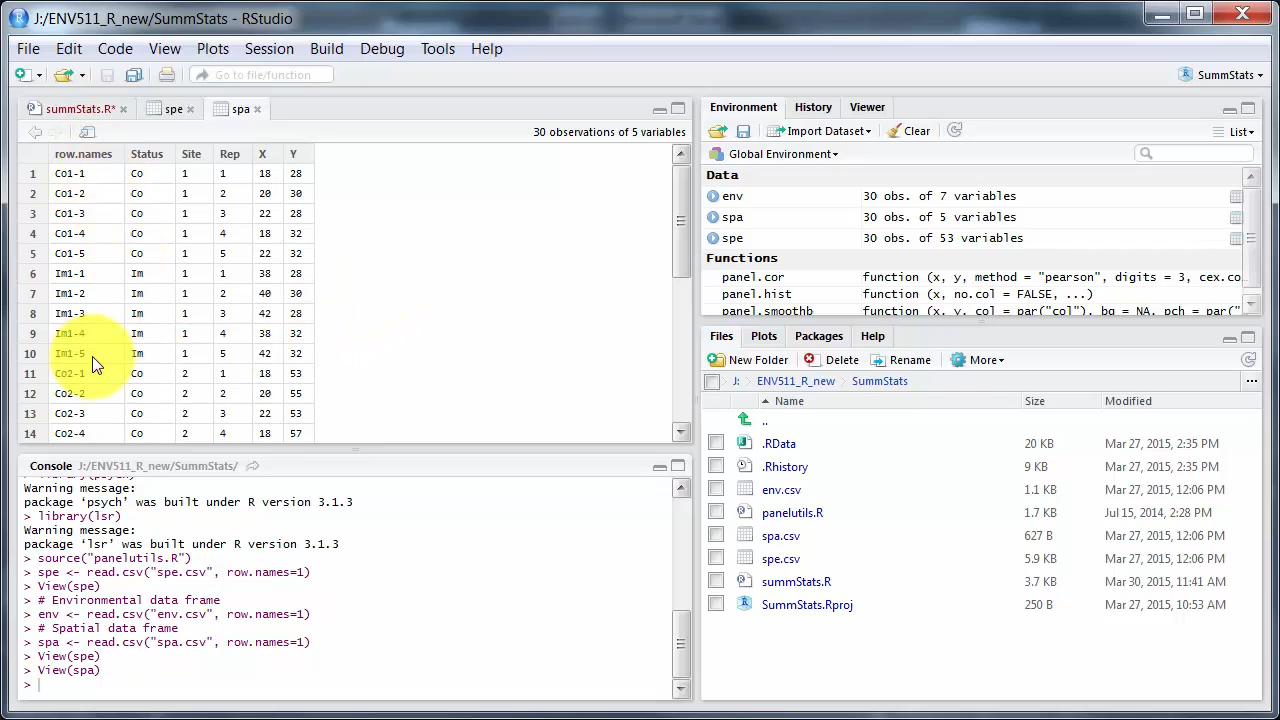 J:/ENV511_R_new/SummStats - RStudio
File Edit Code View Plots Session Build Debug Tools Help
Go to file/function
SummStats
summStats.R* spe spa
30 observations of 5 variables
row.names Status Site Rep X Y
1 Co1-1 Co 1 1 18 28
2 Co1-2 Co 1 2 20 30
3 Co1-3 Co 1 3 22 28
4 Co1-4 Co 1 4 18 32
5 Co1-5 Co 1 5 22 32
6 Im1-1 Im 1 1 38 28
7 Im1-2 Im 1 2 40 30
8 Im1-3 Im 1 3 42 28
9 Im1-4 Im 1 4 38 32
10 Im1-5 Im 1 5 42 32
11 Co2-1 Co 2 1 18 53
12 Co2-2 Co 2 2 20 55
13 Co2-3 Co 2 3 22 53
14 Co2-4 Co 2 4 18 57
Console J:/ENV511_R_new/SummStats/
Warning message:
package ‘psych’ was built under R version 3.1.3
> library(lsr)
Warning message:
package ‘lsr’ was built under R version 3.1.3
> source("panelutils.R")
> spe <- read.csv("spe.csv", row.names=1)
> View(spe)
> # Environmental data frame
> env <- read.csv("env.csv", row.names=1)
> # Spatial data frame
> spa <- read.csv("spa.csv", row.names=1)
> View(spe)
> View(spa)
>
Environment History Viewer
Import Dataset Clear List
Global Environment
Data
env 30 obs. of 7 variables
spa 30 obs. of 5 variables
spe 30 obs. of 53 variables
Functions
panel.cor function (x, y, method = "pearson", digits = 3, cex.co
panel.hist function (x, no.col = FALSE, ...)
panel.smoothb function (x, y, col = par("col"), bg = NA, pch = par("
Files Plots Packages Help
New Folder Delete Rename More
J: ENV511_R_new SummStats ...
Name Size Modified
..
.RData 20 KB Mar 27, 2015, 2:35 PM
.Rhistory 9 KB Mar 27, 2015, 2:35 PM
env.csv 1.1 KB Mar 27, 2015, 12:06 PM
panelutils.R 1.7 KB Jul 15, 2014, 2:28 PM
spa.csv 627 B Mar 27, 2015, 12:06 PM
spe.csv 5.9 KB Mar 27, 2015, 12:06 PM
summStats.R 3.7 KB Mar 30, 2015, 11:41 AM
SummStats.Rproj 250 B Mar 27, 2015, 10:53 AM